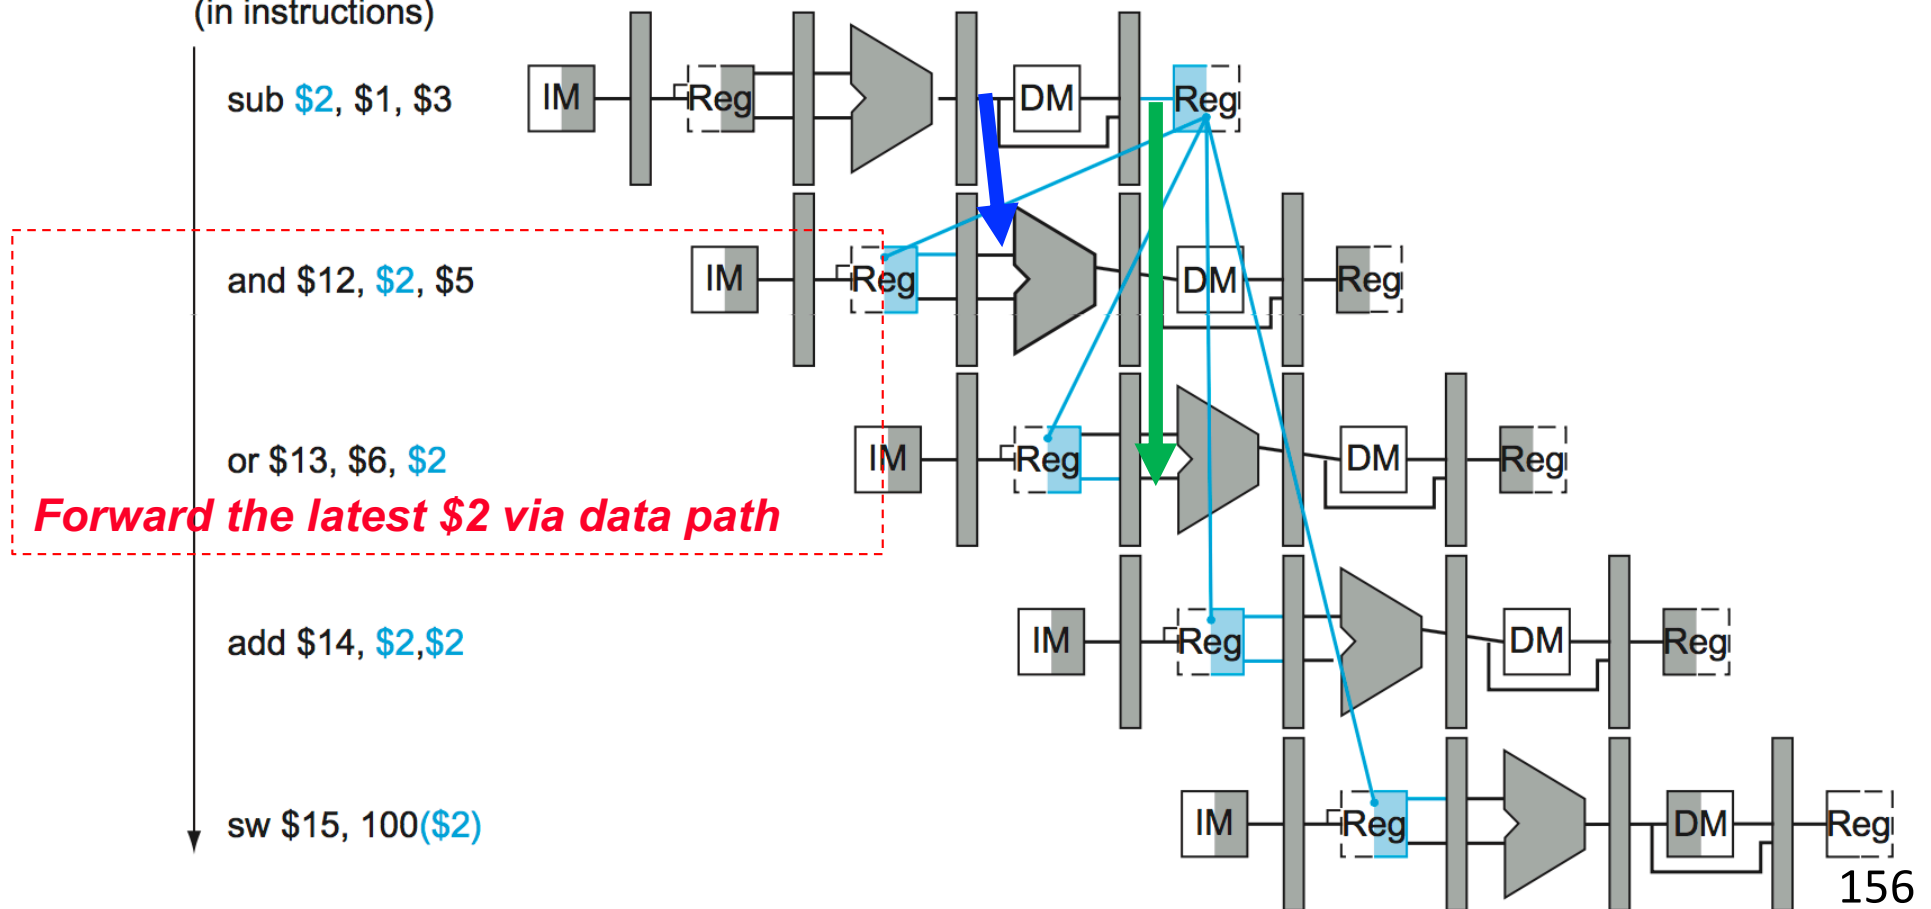 (in instructions)
sub $2, $1, $3
IM Reg DM Reg
and $12, $2, $5
IM Reg DM Reg
or $13, $6, $2
IM Reg DM Reg
Forward the latest $2 via data path
add $14, $2,$2
IM Reg DM Reg
sw $15, 100($2)
IM Reg DM Reg
156